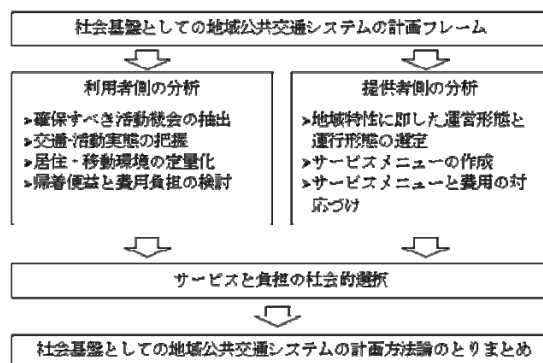 社会基盤としての地域公共交通システムの計画フレーム
利用者側の分析
➢確保すべき活動機会の抽出
➢交通・活動実態の把握
➢居住・移動環境の定量化
➢帰着便益と費用負担の検討
提供者側の分析
➢地域特性に即した運営形態と
運行形態の選定
➢サービスメニューの作成
➢サービスメニューと費用の対
応づけ
サービスと負担の社会的選択
社会基盤としての地域公共交通システムの計画方法論のとりまとめ